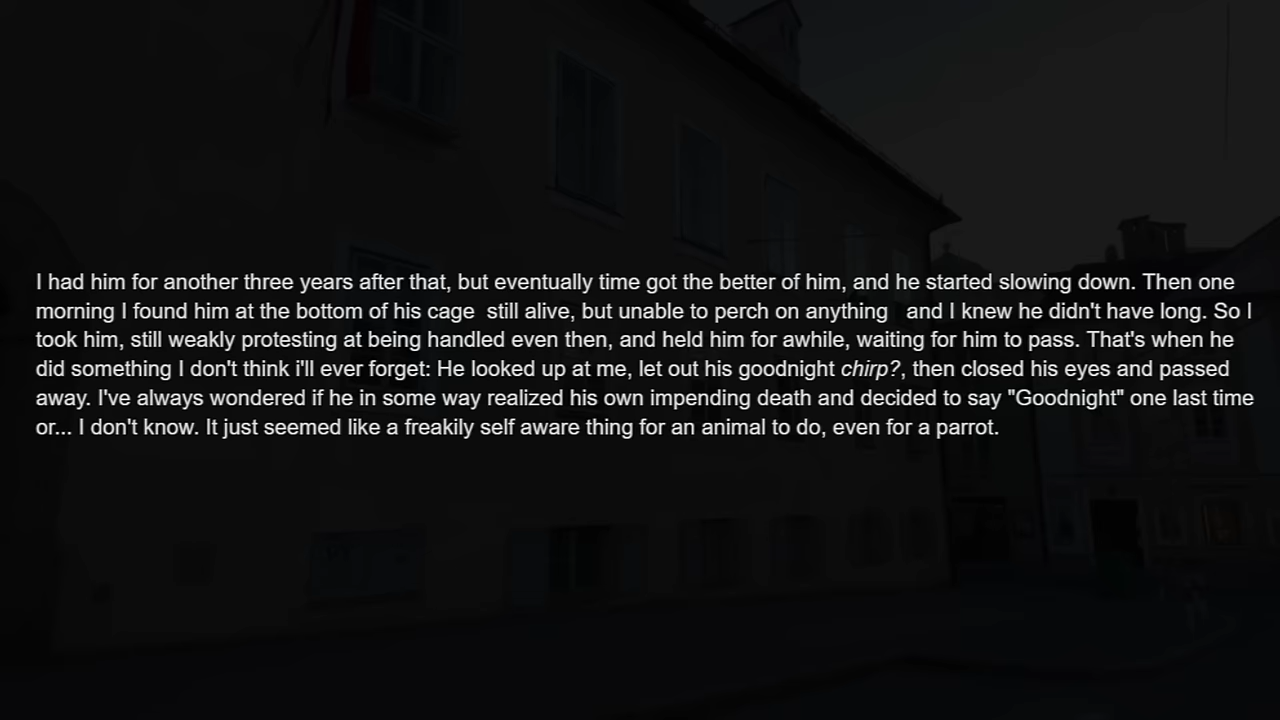 I had him for another three years after that, but eventually time got the better of him, and he started slowing down. Then one
morning I found him at the bottom of his cage  still alive, but unable to perch on anything   and I knew he didn't have long. So I
took him, still weakly protesting at being handled even then, and held him for awhile, waiting for him to pass. That's when he
did something I don't think i'll ever forget: He looked up at me, let out his goodnight chirp?, then closed his eyes and passed
away. I've always wondered if he in some way realized his own impending death and decided to say "Goodnight" one last time
or... I don't know. It just seemed like a freakily self aware thing for an animal to do, even for a parrot.